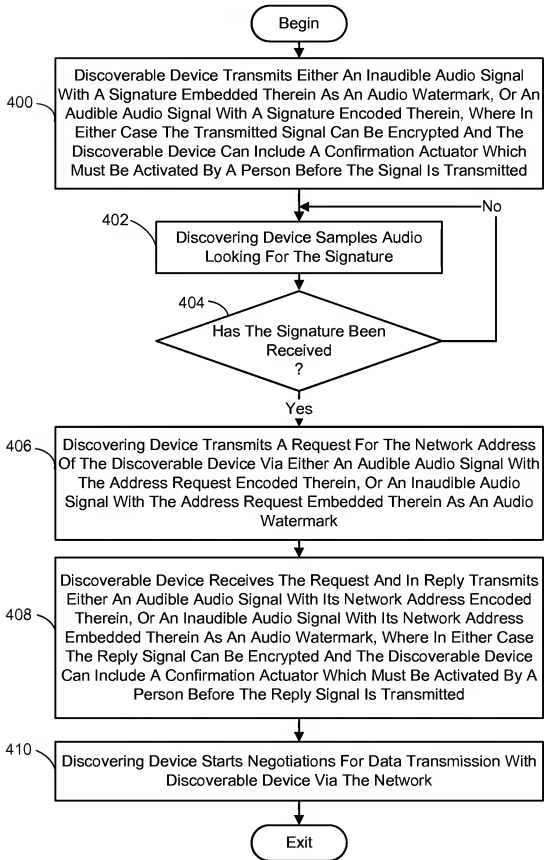 Begin
400
Discoverable Device Transmits Either An Inaudible Audio Signal
With A Signature Embedded Therein As An Audio Watermark, Or An
Audible Audio Signal With A Signature Encoded Therein, Where In
Either Case The Transmitted Signal Can Be Encrypted And The
Discoverable Device Can Include A Confirmation Actuator Which
Must Be Activated By A Person Before The Signal Is Transmitted
No
402
Discovering Device Samples Audio
Looking For The Signature
404
Has The Signature Been
Received
?
Yes
406
Discovering Device Transmits A Request For The Network Address
Of The Discoverable Device Via Either An Audible Audio Signal With
The Address Request Encoded Therein, Or An Inaudible Audio
Signal With The Address Request Embedded Therein As An Audio
Watermark
408
Discoverable Device Receives The Request And In Reply Transmits
Either An Audible Audio Signal With Its Network Address Encoded
Therein, Or An Inaudible Audio Signal With Its Network Address
Embedded Therein As An Audio Watermark, Where In Either Case
The Reply Signal Can Be Encrypted And The Discoverable Device
Can Include A Confirmation Actuator Which Must Be Activated By A
Person Before The Reply Signal Is Transmitted
410
Discovering Device Starts Negotiations For Data Transmission With
Discoverable Device Via The Network
Exit